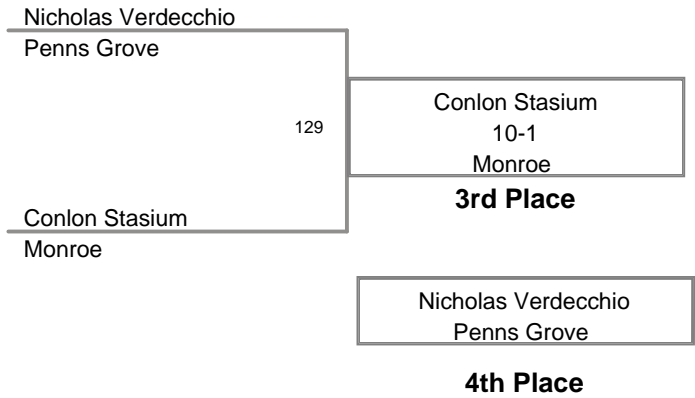 Nicholas Verdecchio
Penns Grove
129
Conlon Stasium
10-1
Monroe
3rd Place
Conlon Stasium
Monroe
Nicholas Verdecchio
Penns Grove
4th Place